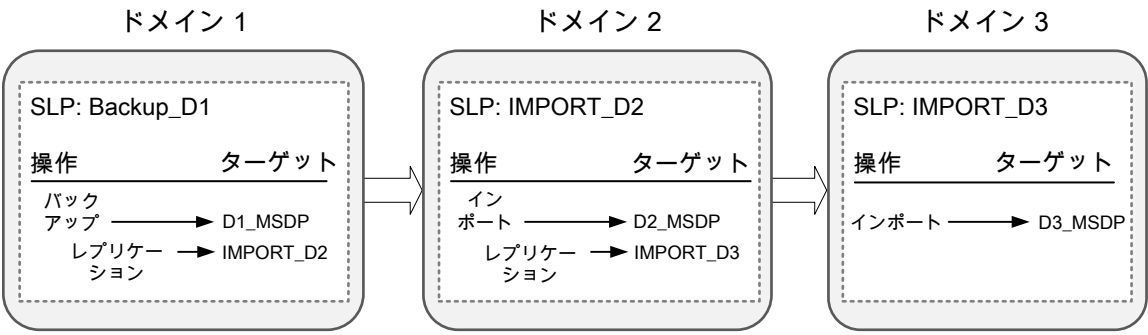 ドメイン 1
SLP: Backup_D1
操作 ターゲット
バック
アップ D1_MSDP
レプリケー IMPORT_D2
ション
ドメイン 2
SLP: IMPORT_D2
操作 ターゲット
イン
ポート D2_MSDP
レプリケー IMPORT_D3
ション
ドメイン 3
SLP: IMPORT_D3
操作 ターゲット
インポート D3_MSDP